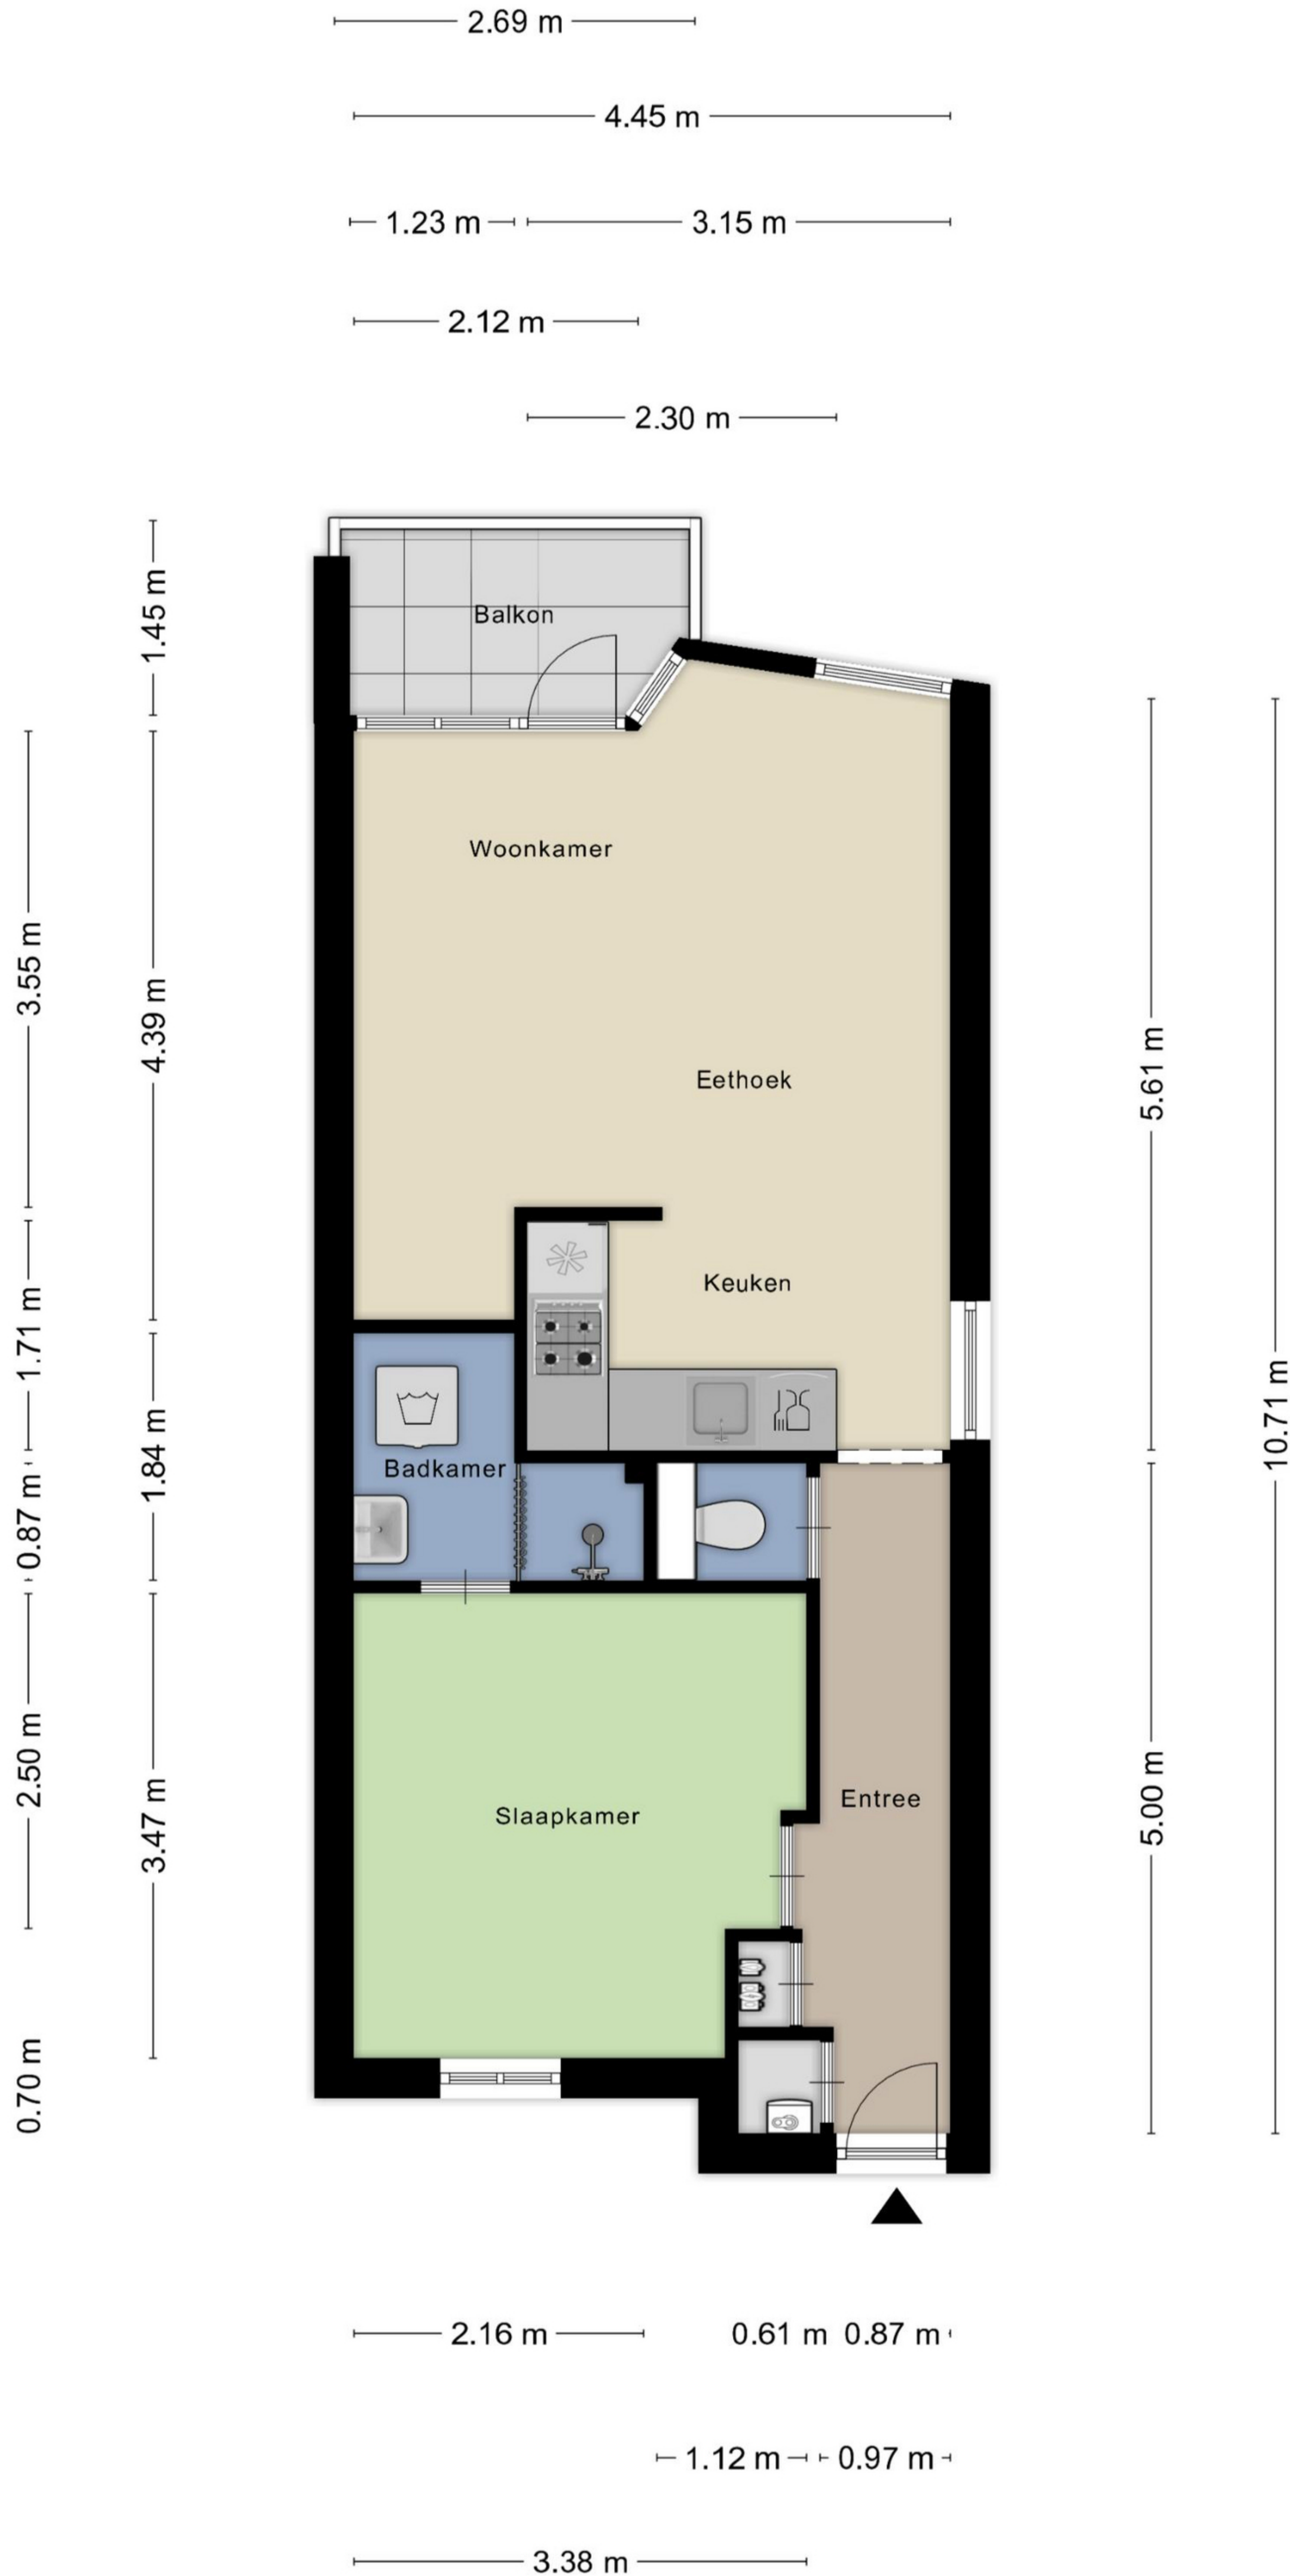 2.69 m
4.45 m
1.23 m
3.15 m
2.12 m
2.30 m
Balkon
1.45 m
Woonkamer
3.55 m
4.39 m
5.61 m
Eethoek
Keuken
1.71 m
10.71 m
Badkamer
1.84 m
0.87 m
Entree
Slaapkamer
2.50 m
3.47 m
5.00 m
0.70 m
2.16 m
0.61 m
0.87 m
1.12 m
0.97 m
3.38 m